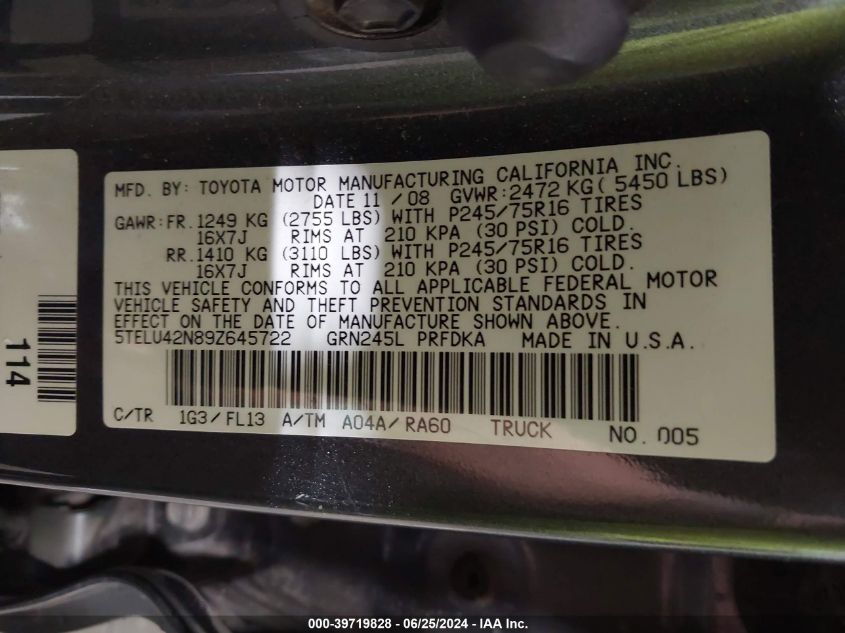 MFD. BY: TOYOTA MOTOR MANUFACTURING CALIFORNIA INC.
DATE 11 / 08 GVWR:2472 KG( 5450 LBS)
GAWR:FR.1249 KG (2755 LBS) WITH P245/75R16 TIRES
16X7J RIMS AT 210 KPA (30 PSI) COLD.
RR.1410 KG (3110 LBS) WITH P245/75R16 TIRES
16X7J RIMS AT 210 KPA (30 PSI) COLD.
THIS VEHICLE CONFORMS TO ALL APPLICABLE FEDERAL MOTOR
VEHICLE SAFETY AND THEFT PREVENTION STANDARDS IN
EFFECT ON THE DATE OF MANUFACTURE SHOWN ABOVE.
5TELU42N89Z645722 GRN245L PRFDKA MADE IN U.S.A.
C/TR 1G3/FL13 A/TM A04A/RA60 TRUCK NO. 005
114
000-39719828 - 06/25/2024 - IAA Inc.